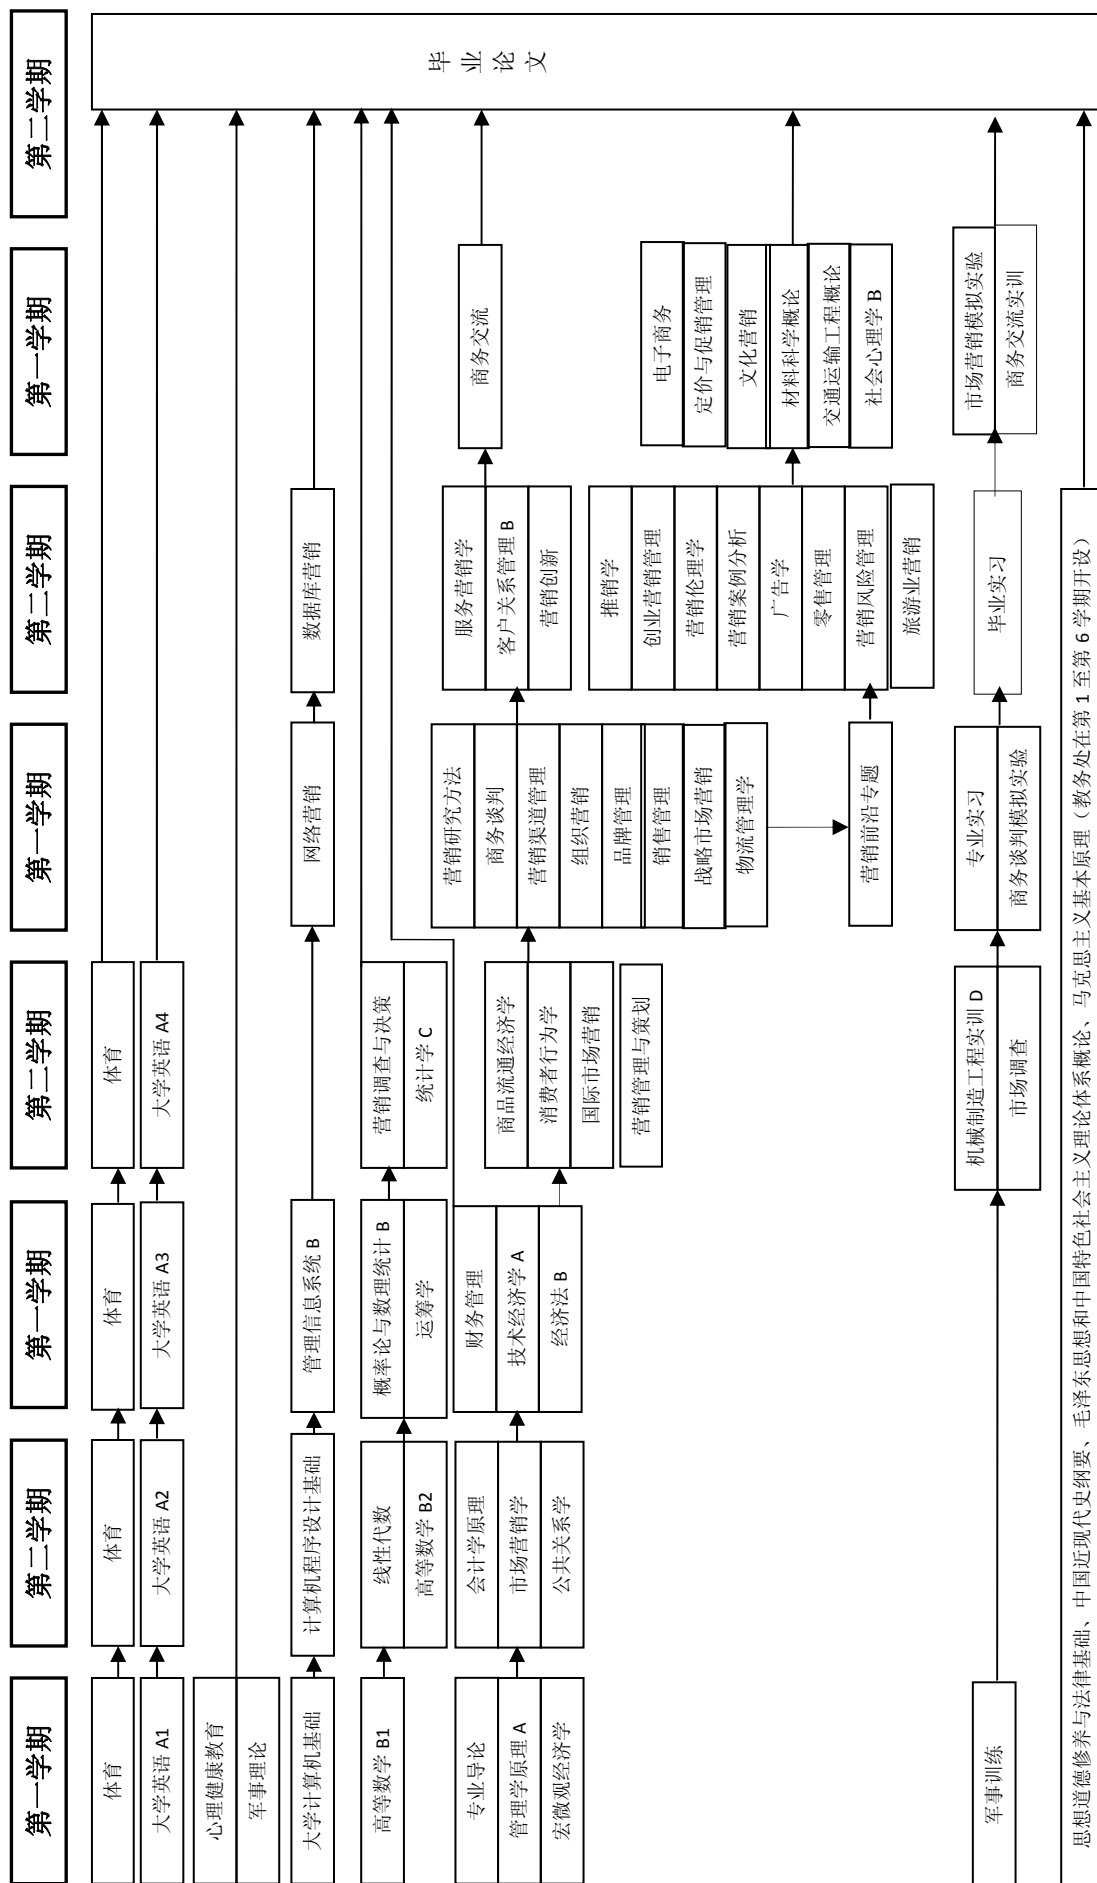 第一学期
第二学期
第一学期
第二学期
第一学期
第二学期
第一学期
第二学期
体育
体育
体育
体育
大学英语 A1
大学英语 A2
大学英语 A3
大学英语 A4
心理健康教育
军事理论
大学计算机基础
计算机程序设计基础
管理信息系统 B
网络营销
数据库营销
高等数学 B1
线性代数
高等数学 B2
概率论与数理统计 B
运筹学
营销调查与决策
统计学 C
专业导论
管理学原理 A
宏微观经济学
会计学原理
市场营销学
公共关系学
财务管理
技术经济学 A
经济法 B
商品流通经济学
消费者行为学
国际市场营销
营销管理与策划
营销研究方法
商务谈判
营销渠道管理
组织营销
品牌管理
销售管理
战略市场营销
物流管理学
营销前沿专题
服务营销学
客户关系管理 B
营销创新
推销学
创业营销管理
营销伦理学
营销案例分析
广告学
零售管理
营销风险管理
旅游业营销
商务交流
电子商务
定价与促销管理
文化营销
材料科学概论
交通运输工程概论
社会心理学 B
军事训练
机械制造工程实训 D
市场调查
专业实习
商务谈判模拟实验
毕业实习
市场营销模拟实验
商务交流实训
思想道德修养与法律基础、中国近现代史纲要、毛泽东思想和中国特色社会主义理论体系概论、马克思主义基本原理（教务处在第 1 至第 6 学期开设）
毕业论文